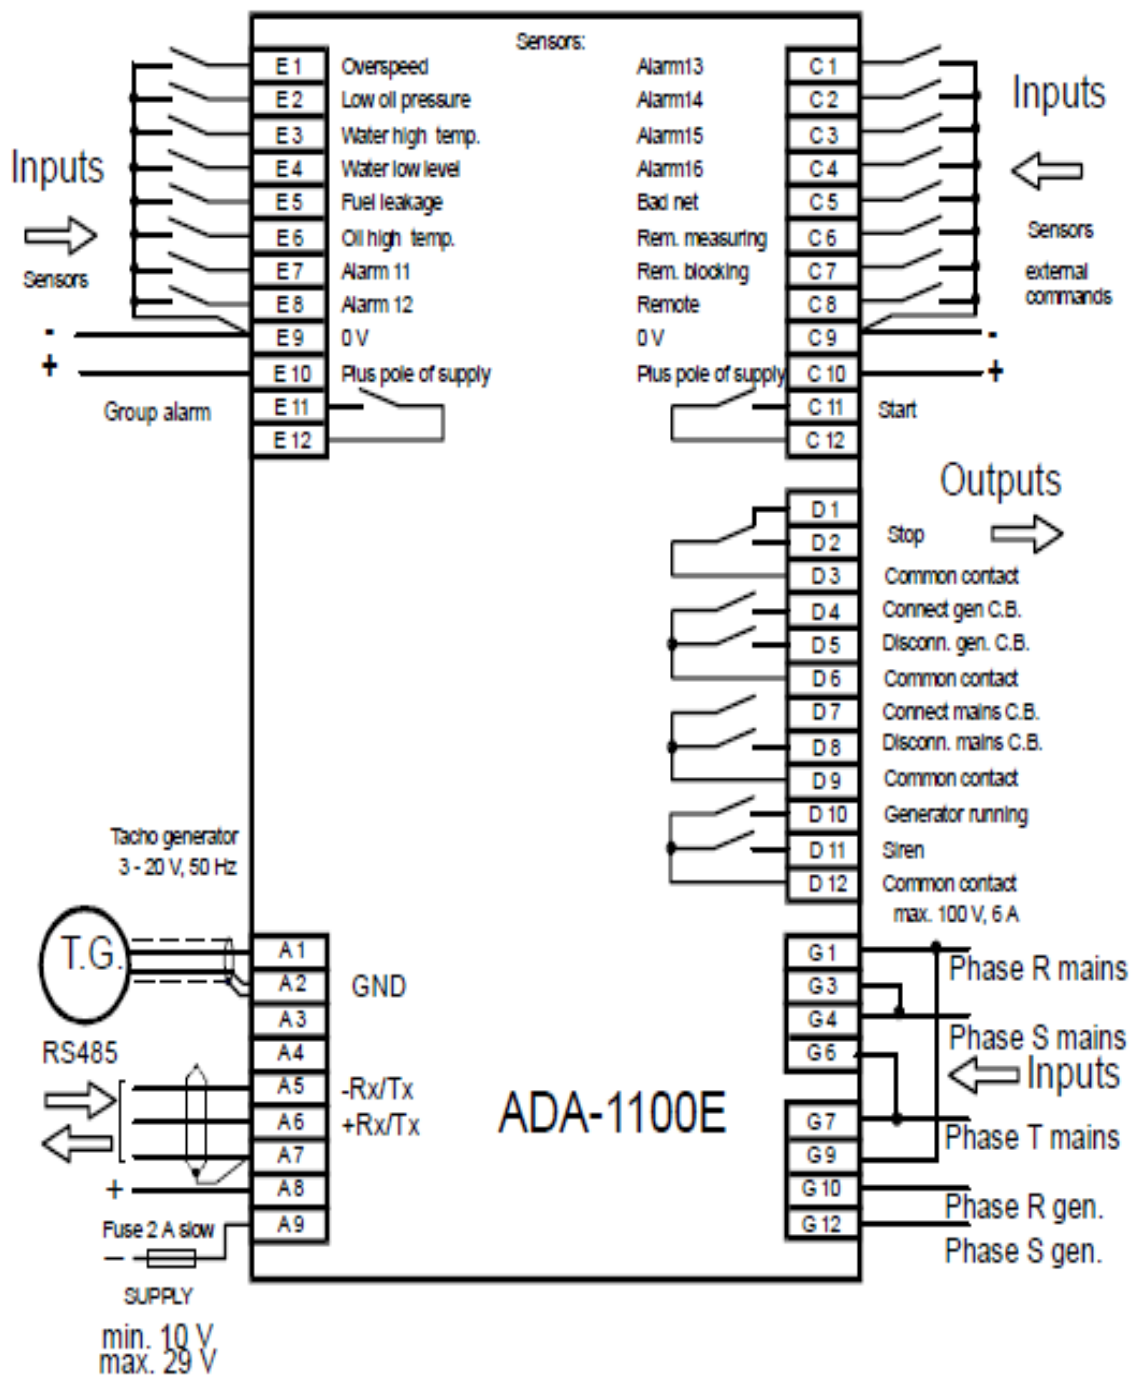 Sensors:
E 1 Overspeed
E 2 Low oil pressure
E 3 Water high temp.
E 4 Water low level
E 5 Fuel leakage
E 6 Oil high temp.
E 7 Alarm 11
E 8 Alarm 12
E 9 0 V
E 10 Plus pole of supply
E 11
E 12
Inputs
Sensors
-
+
Group alarm
Alarm13 C 1
Alarm14 C 2
Alarm15 C 3
Alarm16 C 4
Bad net C 5
Rem. measuring C 6
Rem. blocking C 7
Remote C 8
0 V C 9
Plus pole of supply C 10
C 11 Start
C 12
Inputs
Sensors
external
commands
-
+
Outputs
D 1
D 2 Stop
D 3 Common contact
D 4 Connect gen C.B.
D 5 Disconn. gen. C.B.
D 6 Common contact
D 7 Connect mains C.B.
D 8 Disconn. mains C.B.
D 9 Common contact
D 10 Generator running
D 11 Siren
D 12 Common contact
max. 100 V, 6 A
Tacho generator
3 - 20 V, 50 Hz
T.G.
A 1
A 2 GND
A 3
A 4
RS485
A 5 -Rx/Tx
A 6 +Rx/Tx
A 7
+ A 8
Fuse 2 A slow A 9
–
SUPPLY
min. 10 V
max. 29 V
ADA-1100E
G 1 Phase R mains
G 3
G 4 Phase S mains
G 6
Inputs
G 7 Phase T mains
G 9
G 10 Phase R gen.
G 12 Phase S gen.